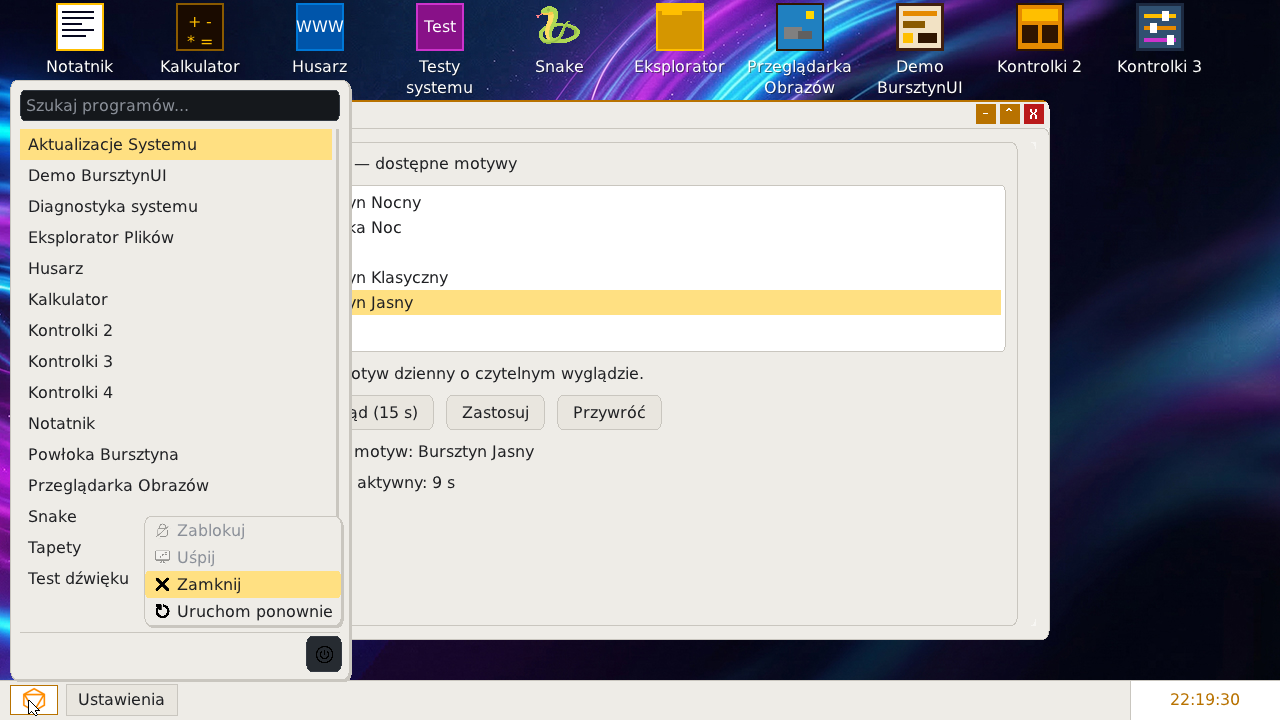 + -
* =
WWW
Test
Notatnik
Kalkulator
Husarz
Testy
systemu
Snake
Eksplorator
Przeglądarka
Obrazów
Demo
BursztynUI
Kontrolki 2
Kontrolki 3
Szukaj programów...
Aktualizacje Systemu
Demo BursztynUI
Diagnostyka systemu
Eksplorator Plików
Husarz
Kalkulator
Kontrolki 2
Kontrolki 3
Kontrolki 4
Notatnik
Powłoka Bursztyna
Przeglądarka Obrazów
Snake
Tapety
Test dźwięku
Zablokuj
Uśpij
Zamknij
Uruchom ponownie
— dostępne motywy
yn Nocny
ka Noc
yn Klasyczny
yn Jasny
otyw dzienny o czytelnym wyglądzie.
ąd (15 s)
Zastosuj
Przywróć
motyw: Bursztyn Jasny
aktywny: 9 s
Ustawienia
22:19:30